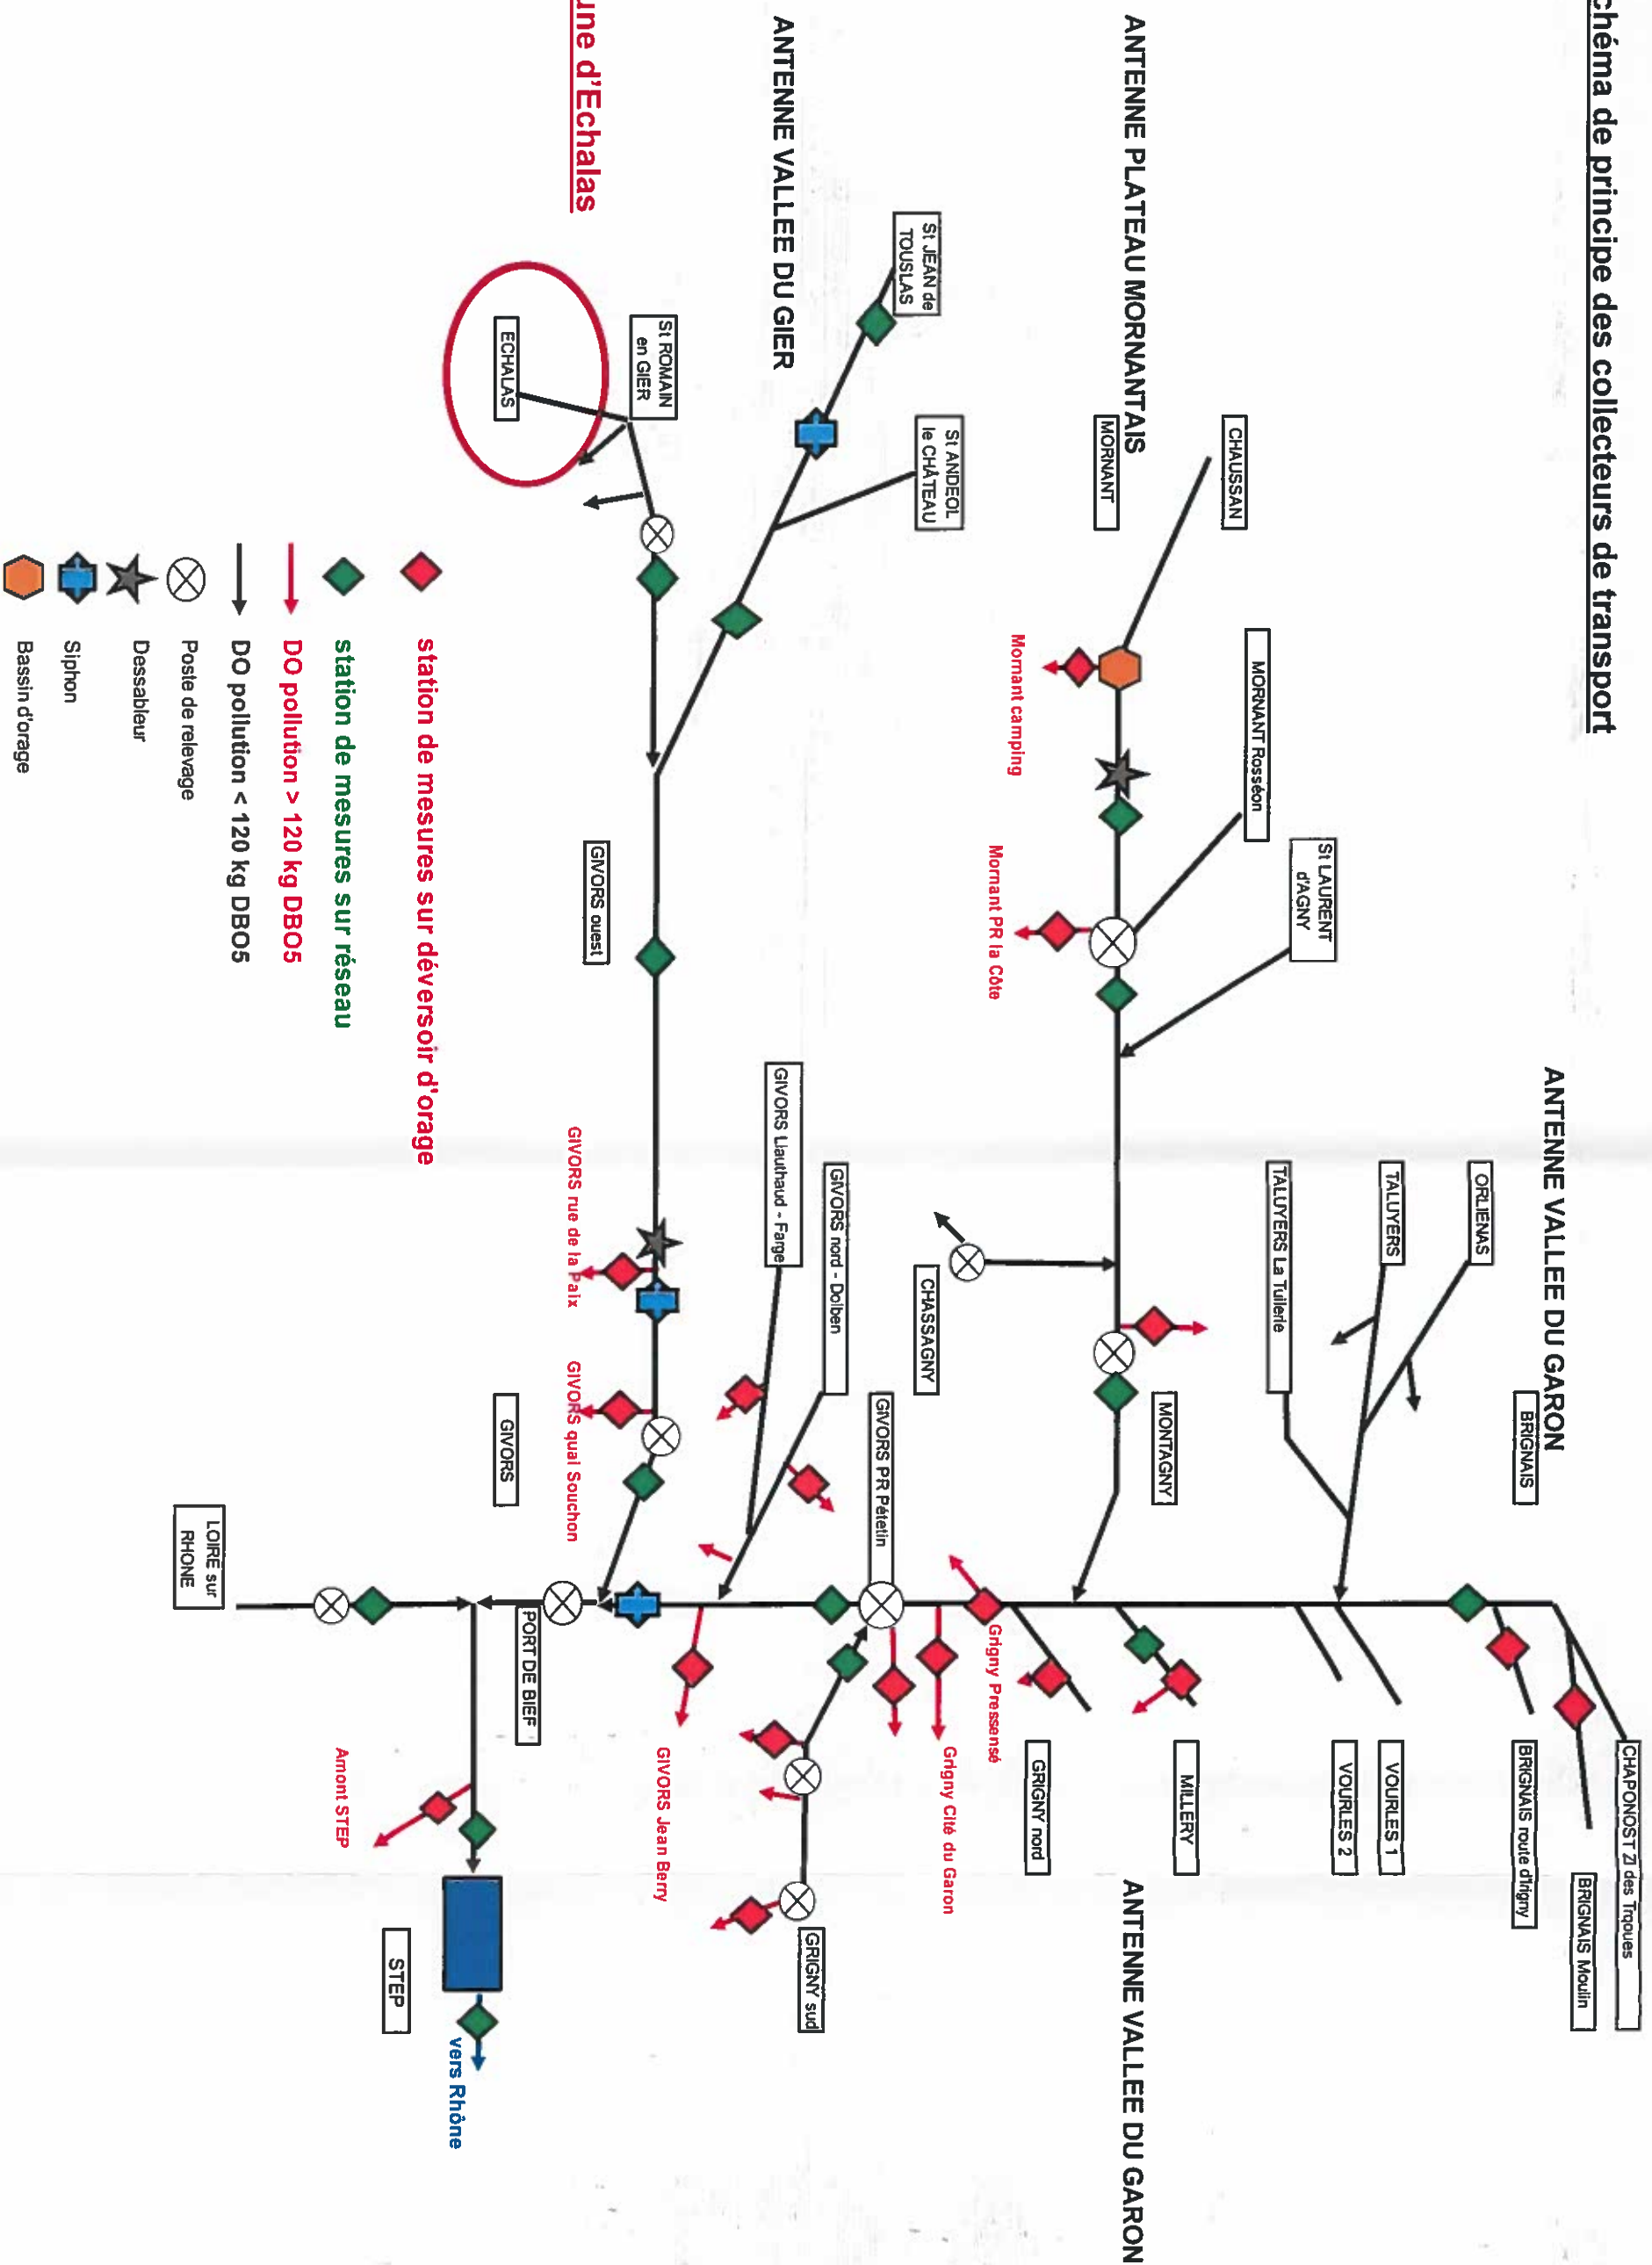 chéma de principe des collecteurs de transport
ANTENNE VALLEE DU GARON
CHAPONOST ZI des Troques
BRIGNAIS Moulin
BRIGNAIS
BRIGNAIS route d'Irigny
ORLIENAS
TALUYERS
VOURLES 1
VOURLES 2
TALUYERS La Tuilerie
St LAURENT
d'AGNY
MORNANT Rosséon
CHAUSSAN
ANTENNE PLATEAU MORNANTAIS
MORNANT
MONTAGNY
MILLERY
ANTENNE VALLEE DU GARON
Mornant camping
Mornant PR la Côte
GRIGNY nord
Grigny Pressensé
CHASSAGNY
Grigny Cité du Garon
St JEAN de
TOUSLAS
St ANDEOL
le CHÂTEAU
GIVORS PR Pétetin
GIVORS nord - Dolben
GRIGNY sud
ANTENNE VALLEE DU GIER
GIVORS Liauthaud - Farge
St ROMAIN
en GIER
GIVORS Jean Berry
une d'Echalas
GIVORS ouest
GIVORS rue de la Paix
GIVORS quai Souchon
ECHALAS
GIVORS
PORT DE BIEF
vers Rhône
STEP
Amont STEP
LOIRE sur
RHONE
station de mesures sur déversoir d'orage
station de mesures sur réseau
DO pollution > 120 kg DBO5
DO pollution < 120 kg DBO5
Poste de relevage
Dessableur
Siphon
Bassin d'orage